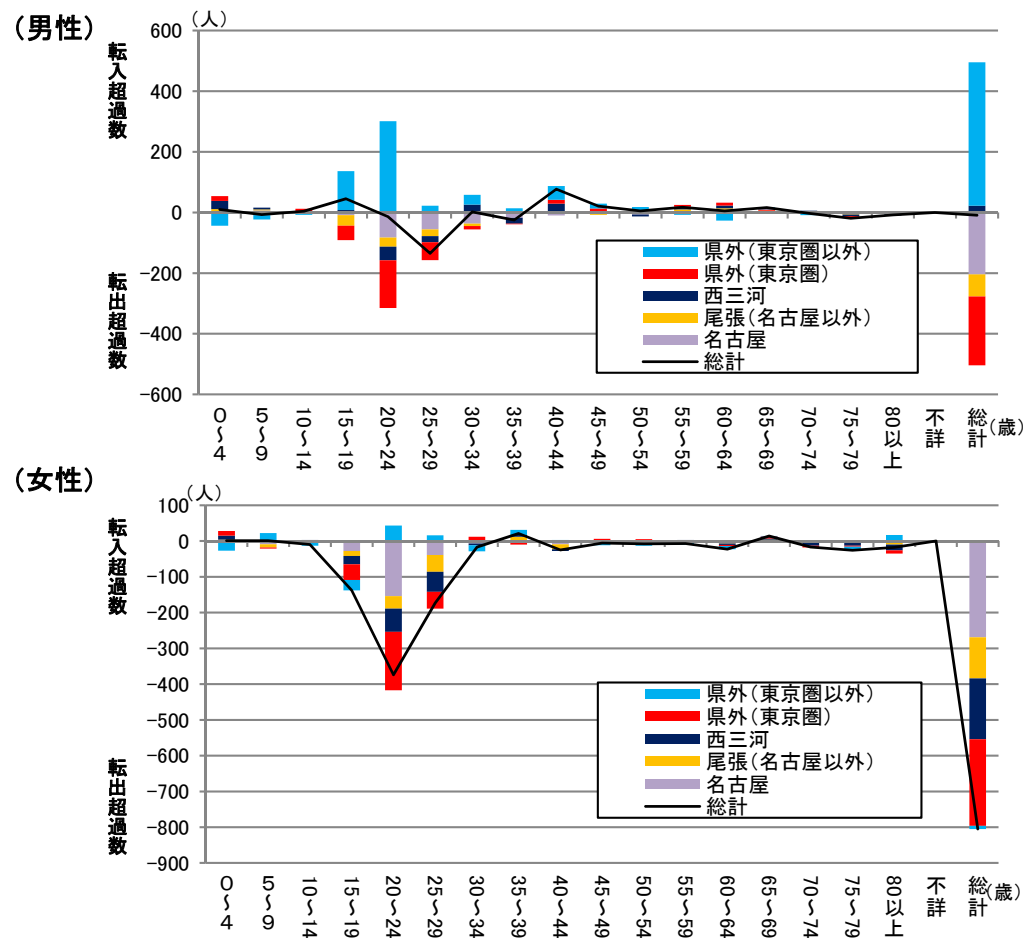 （男性）
（人）
転入超過数
転出超過数
600
400
200
0
-200
-400
-600
県外（東京圏以外）
県外（東京圏）
西三河
尾張（名古屋以外）
名古屋
総計
0～4
5～9
10～14
15～19
20～24
25～29
30～34
35～39
40～44
45～49
50～54
55～59
60～64
65～69
70～74
75～79
80以上
不詳
総計
（歳）
（女性）
（人）
転入超過数
転出超過数
100
0
-100
-200
-300
-400
-500
-600
-700
-800
-900
県外（東京圏以外）
県外（東京圏）
西三河
尾張（名古屋以外）
名古屋
総計
0～4
5～9
10～14
15～19
20～24
25～29
30～34
35～39
40～44
45～49
50～54
55～59
60～64
65～69
70～74
75～79
80以上
不詳
総計
（歳）